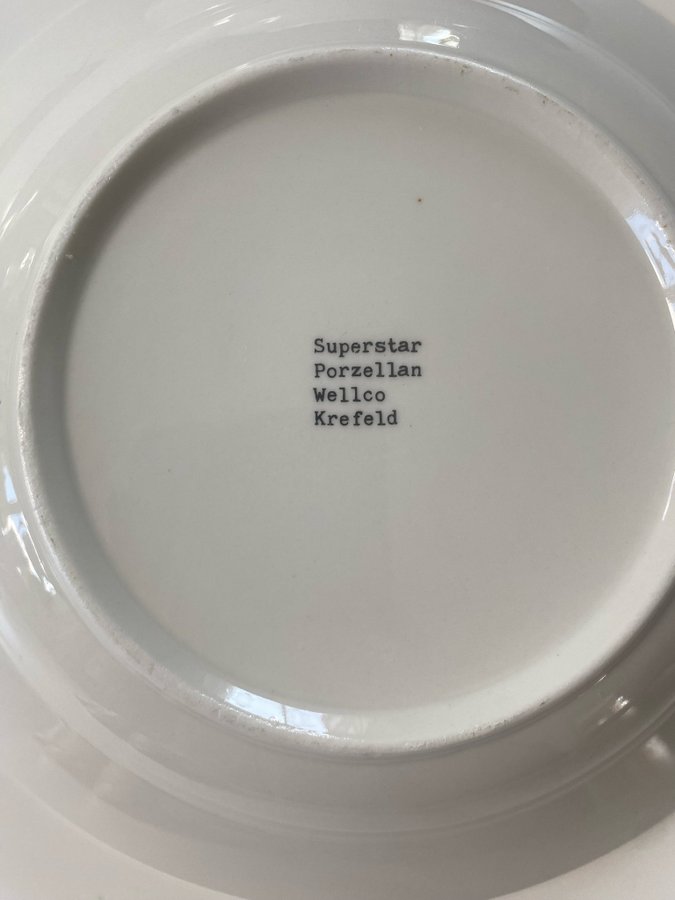 Superstar
Porzellan
Wellco
Krefeld